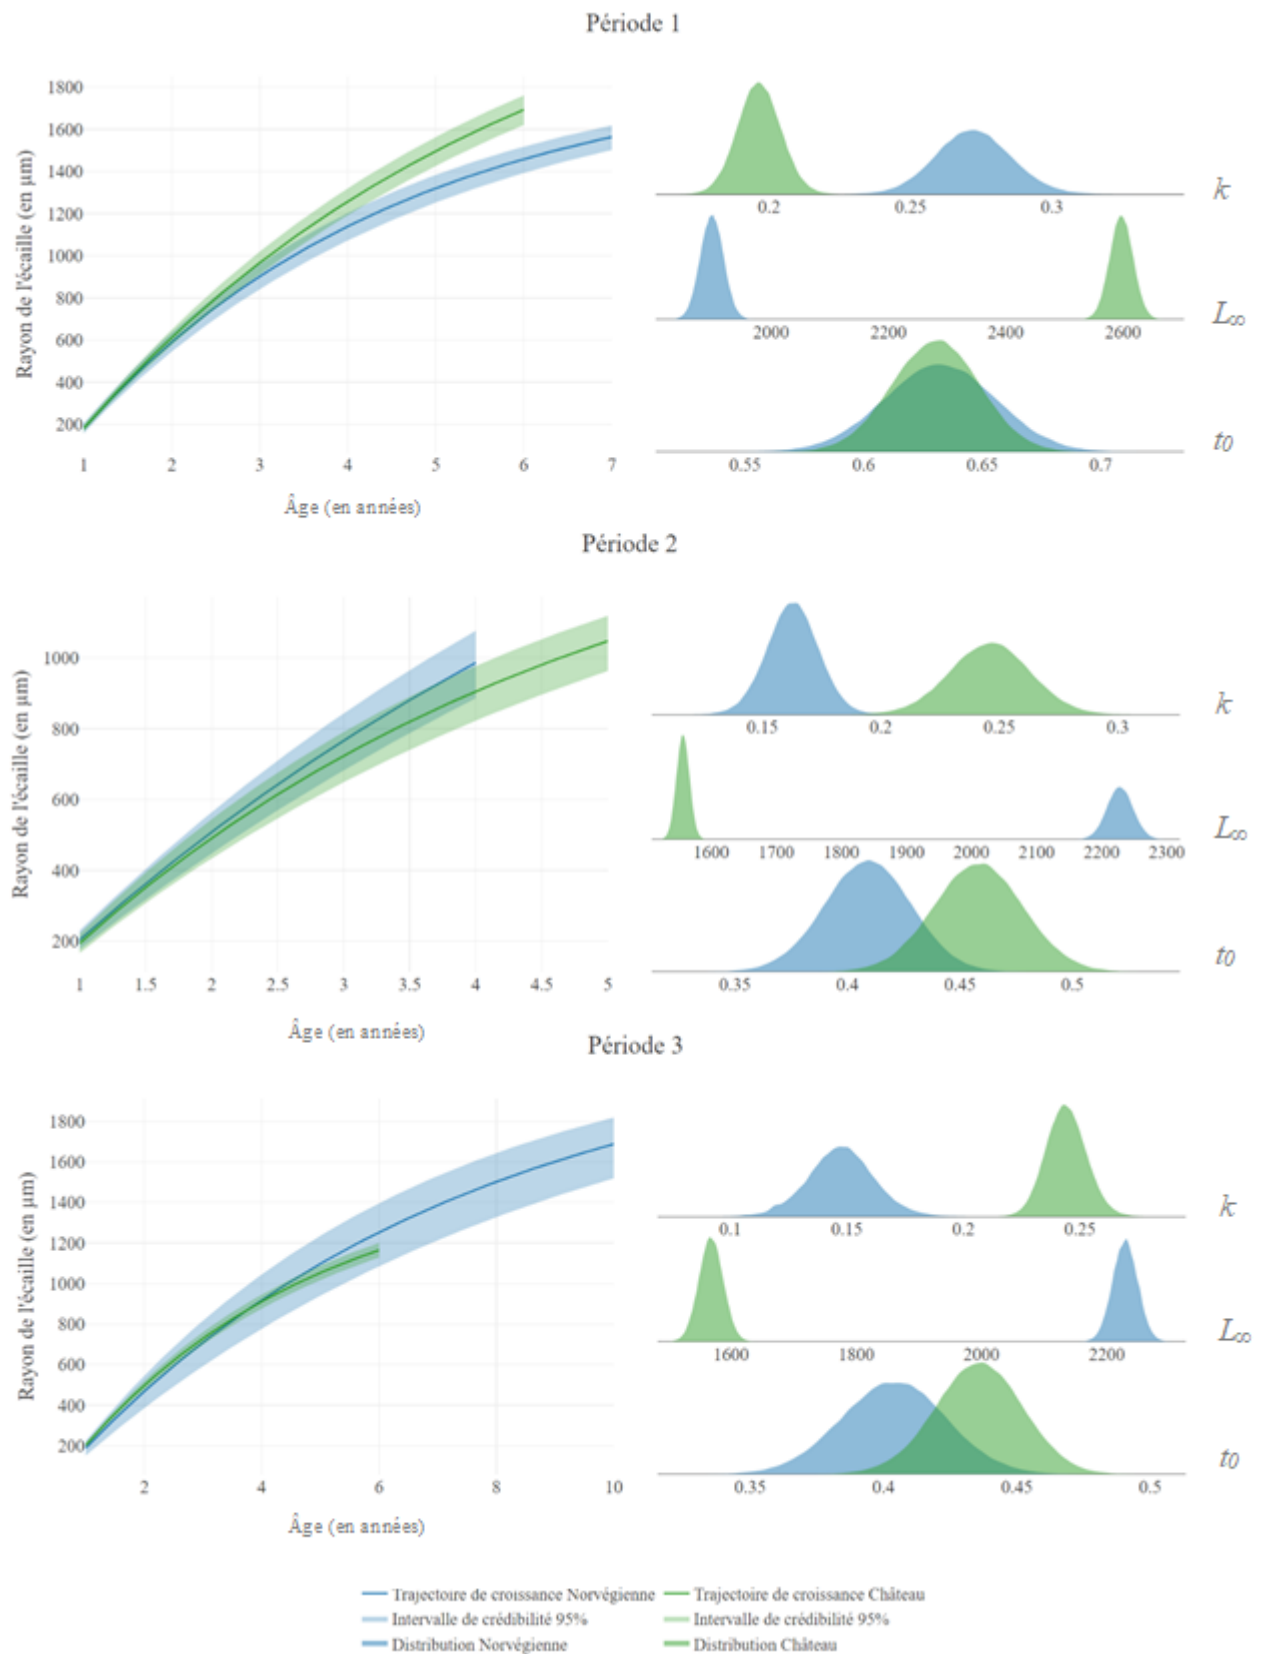 Période 1
1800
1600
1400
1200
1000
800
600
400
200
Rayon de l'écaille (en µm)
1 2 3 4 5 6 7
Âge (en années)
0.2 0.25 0.3
k
2000 2200 2400 2600
L∞
0.55 0.6 0.65 0.7
t0
Période 2
1000
800
600
400
200
Rayon de l'écaille (en µm)
1 1.5 2 2.5 3 3.5 4 4.5 5
Âge (en années)
0.15 0.2 0.25 0.3
k
1600 1700 1800 1900 2000 2100 2200 2300
L∞
0.35 0.4 0.45 0.5
t0
Période 3
1800
1600
1400
1200
1000
800
600
400
200
Rayon de l'écaille (en µm)
2 4 6 8 10
Âge (en années)
0.1 0.15 0.2 0.25
k
1600 1800 2000 2200
L∞
0.35 0.4 0.45 0.5
t0
Trajectoire de croissance Norvégienne Trajectoire de croissance Château
Intervalle de crédibilité 95% Intervalle de crédibilité 95%
Distribution Norvégienne Distribution Château